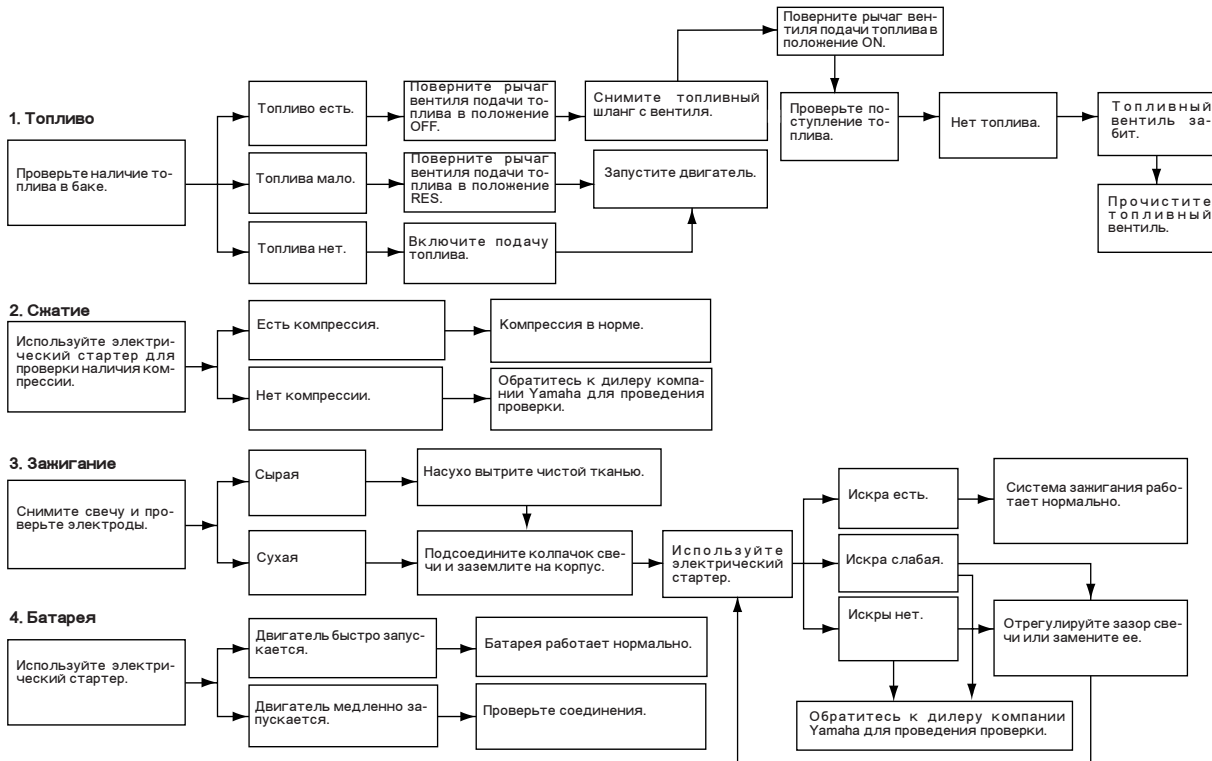 Поверните рычаг вен-
тиля подачи топлива в
положение ON.
1. Топливо
Проверьте наличие то-
плива в баке.
Топливо есть.
Поверните рычаг
вентиля подачи то-
плива в положение
OFF.
Снимите топливный
шланг с вентиля.
Проверьте по-
ступление то-
плива.
Нет топлива.
Топливный
вентиль за-
бит.
Топлива мало.
Поверните рычаг
вентиля подачи то-
плива в положение
RES.
Запустите двигатель.
Прочистите
топливный
вентиль.
Топлива нет.
Включите подачу
топлива.
2. Сжатие
Используйте электри-
ческий стартер для
проверки наличия ком-
прессии.
Есть компрессия.
Компрессия в норме.
Нет компрессии.
Обратитесь к дилеру компа-
нии Yamaha для проведения
проверки.
3. Зажигание
Снимите свечу и про-
верьте электроды.
Сырая
Насухо вытрите чистой тканью.
Сухая
Подсоедините колпачок све-
чи и заземлите на корпус.
Используйте
электрический
стартер.
Искра есть.
Система зажигания рабо-
тает нормально.
Искра слабая.
Искры нет.
Отрегулируйте зазор све-
чи или замените ее.
Обратитесь к дилеру компании
Yamaha для проведения проверки.
4. Батарея
Используйте электри-
ческий стартер.
Двигатель быстро запус-
кается.
Батарея работает нормально.
Двигатель медленно за-
пускается.
Проверьте соединения.